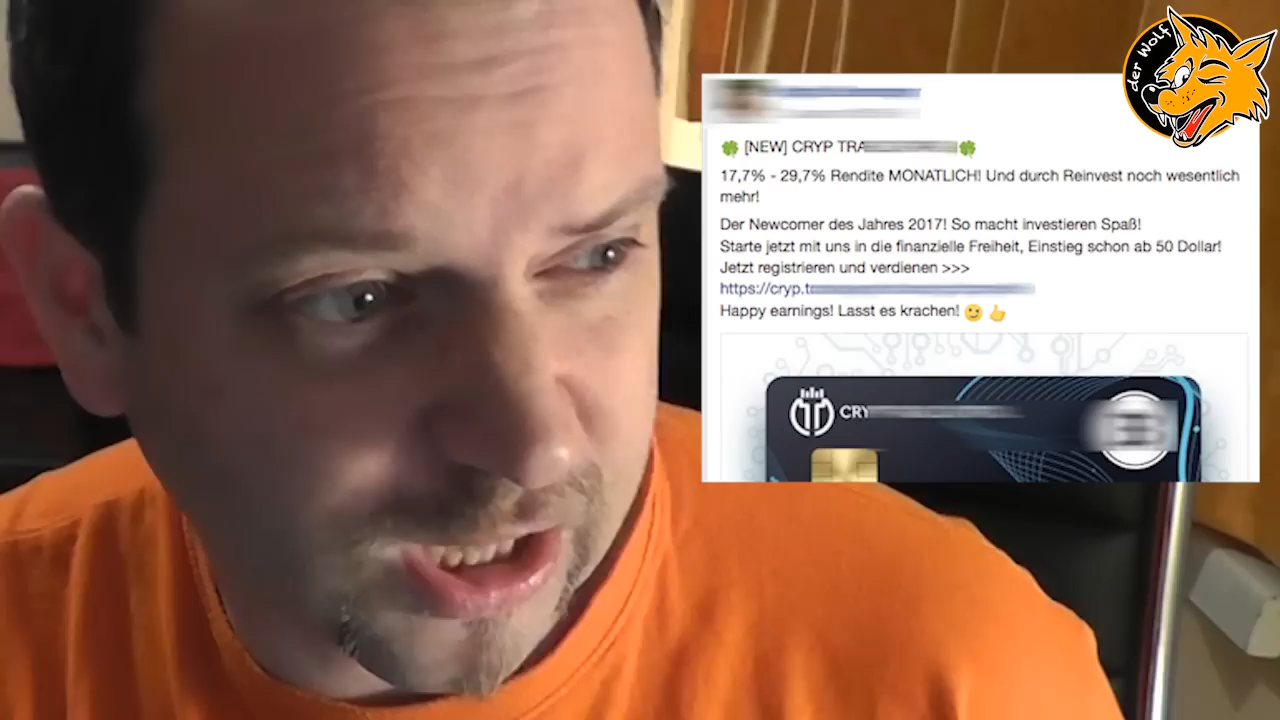 der Wolf
🍀 [NEW] CRYP TRA 🍀
17,7% - 29,7% Rendite MONATLICH! Und durch Reinvest noch wesentlich
mehr!
Der Newcomer des Jahres 2017! So macht investieren Spaß!
Starte jetzt mit uns in die finanzielle Freiheit, Einstieg schon ab 50 Dollar!
Jetzt registrieren und verdienen >>>
https://cryp.t
Happy earnings! Lasst es krachen! 😉 👍
CRY